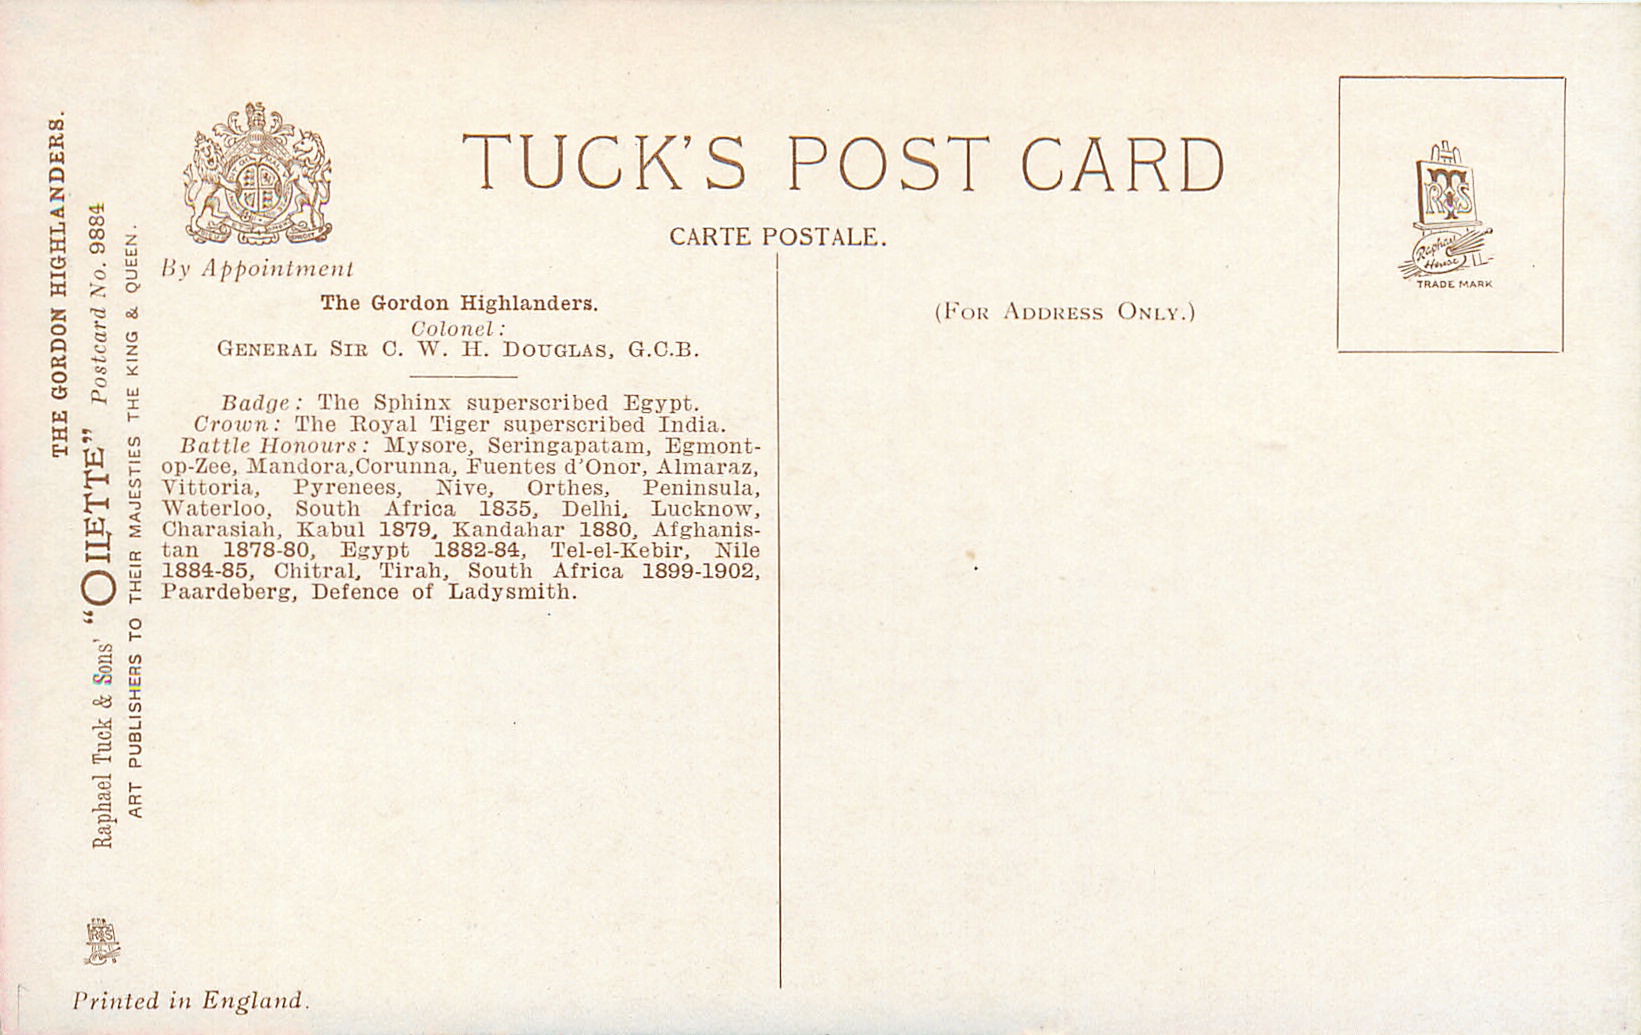 THE GORDON HIGHLANDERS.
Raphael Tuck & Sons' "OILETTE" Postcard No. 9884
ART PUBLISHERS TO THEIR MAJESTIES THE KING & QUEEN.
TUCK'S POST CARD
CARTE POSTALE.
By Appointment
The Gordon Highlanders.
Colonel:
GENERAL SIR C. W. H. DOUGLAS, G.C.B.
Badge: The Sphinx superscribed Egypt.
Crown: The Royal Tiger superscribed India.
Battle Honours: Mysore, Seringapatam, Egmont-
op-Zee, Mandora,Corunna, Fuentes d'Onor, Almaraz,
Vittoria, Pyrenees, Nive, Orthes, Peninsula,
Waterloo, South Africa 1835, Delhi, Lucknow,
Charasiah, Kabul 1879, Kandahar 1880, Afghanis-
tan 1878-80, Egypt 1882-84, Tel-el-Kebir, Nile
1884-85, Chitral, Tirah, South Africa 1899-1902,
Paardeberg, Defence of Ladysmith.
(FOR ADDRESS ONLY.)
RTS
Raphael
House
TRADE MARK
RTS
Printed in England.